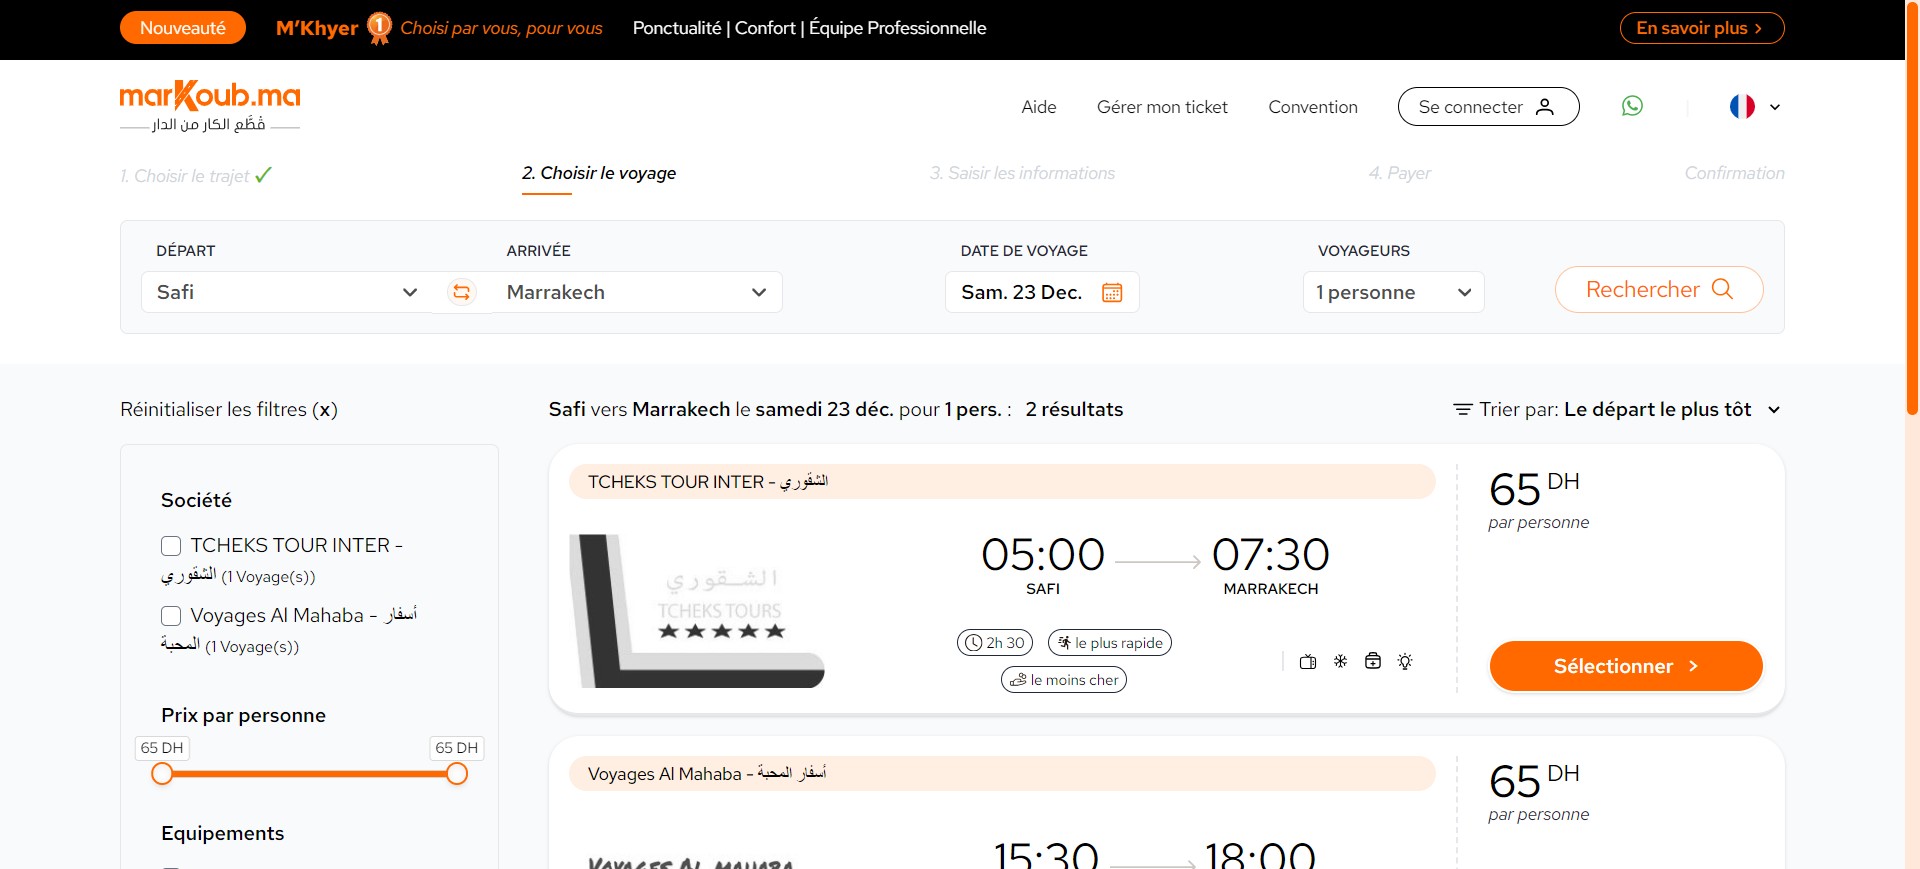 Nouveauté
M'Khyer 1 Choisi par vous, pour vous
Ponctualité | Confort | Équipe Professionnelle
En savoir plus >
marKoub.ma
قْطَّع الكار من الدار
Aide
Gérer mon ticket
Convention
Se connecter
1. Choisir le trajet ✓
2. Choisir le voyage
3. Saisir les informations
4. Payer
Confirmation
DÉPART
ARRIVÉE
DATE DE VOYAGE
VOYAGEURS
Safi
Marrakech
Sam. 23 Dec.
1 personne
Rechercher
Réinitialiser les filtres (x)
Safi vers Marrakech le samedi 23 déc. pour 1 pers. : 2 résultats
Trier par: Le départ le plus tôt
Société
TCHEKS TOUR INTER -
الشقوري (1 Voyage(s))
Voyages Al Mahaba - أسفار
المحبة (1 Voyage(s))
Prix par personne
65 DH
65 DH
Equipements
TCHEKS TOUR INTER - الشقوري
الشـقوري
TCHEKS TOURS
★★★★★
05:00
07:30
SAFI
MARRAKECH
2h 30
le plus rapide
le moins cher
65 DH
par personne
Sélectionner >
Voyages Al Mahaba - أسفار المحبة
VOYAGES AL MAHABA
15:30
18:00
65 DH
par personne